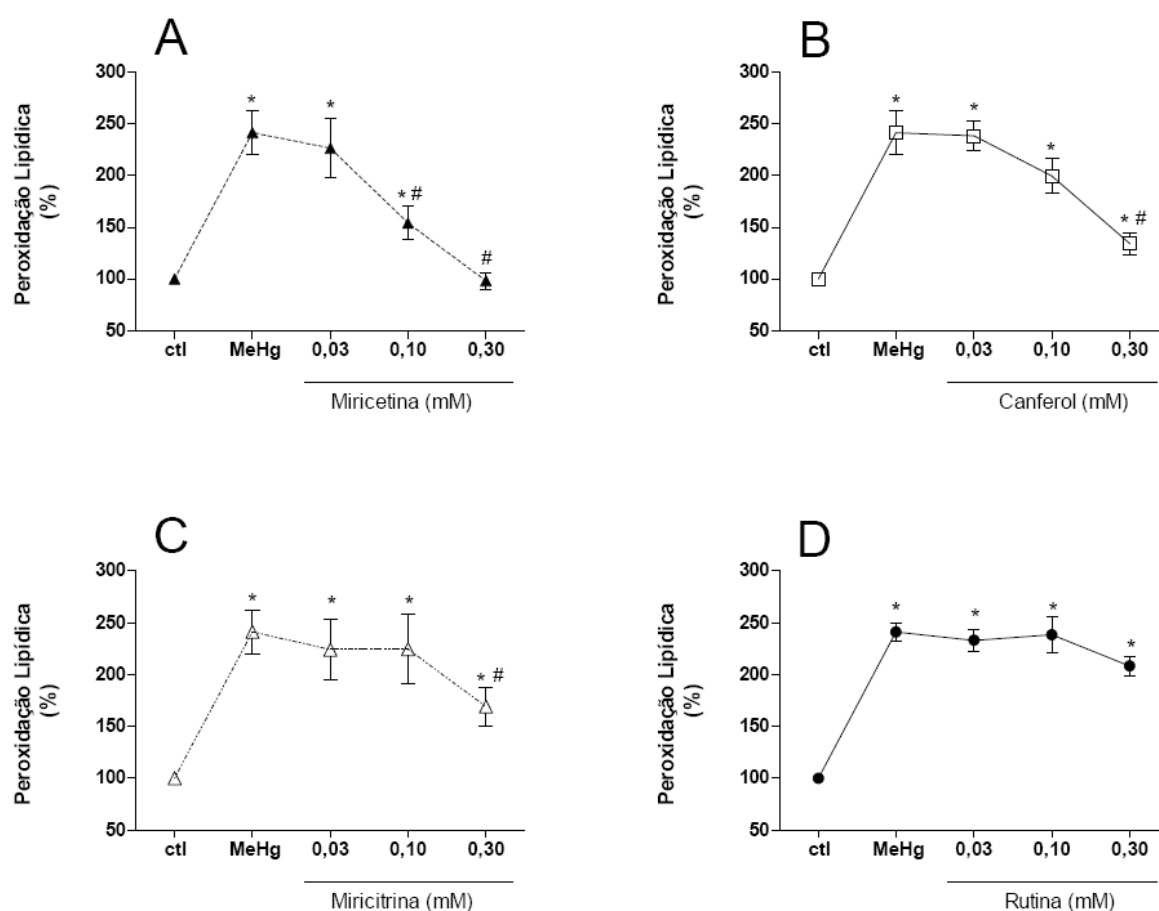 A
Peroxidação Lipídica
(%)
300
250
200
150
100
50
*
*
* #
#
ctl MeHg 0,03 0,10 0,30
Miricetina (mM)
B
Peroxidação Lipídica
(%)
300
250
200
150
100
50
*
*
*
* #
ctl MeHg 0,03 0,10 0,30
Canferol (mM)
C
Peroxidação Lipídica
(%)
300
250
200
150
100
50
*
*
*
* #
ctl MeHg 0,03 0,10 0,30
Miricitrina (mM)
D
Peroxidação Lipídica
(%)
300
250
200
150
100
50
*
*
*
*
ctl MeHg 0,03 0,10 0,30
Rutina (mM)